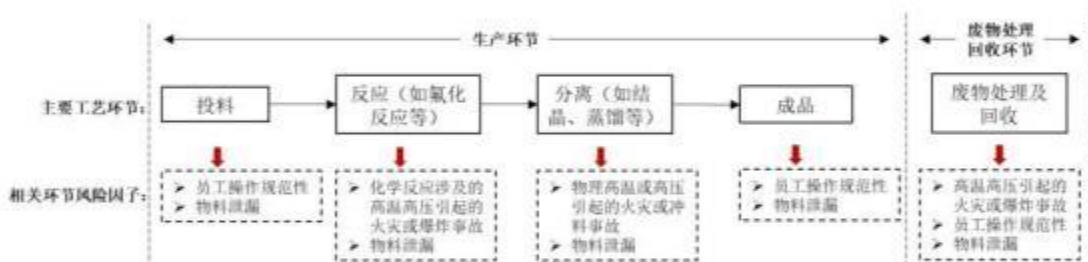 生产环节
废物处理
回收环节
主要工艺环节：
投料
反应（如氟化
反应等）
分离（如结
晶、蒸馏等）
成品
废物处理及
回收
相关环节风险因子：
➢ 员工操作规范性
➢ 物料泄漏
➢ 化学反应涉及的
高温高压引起的
火灾或爆炸事故
➢ 物料泄漏
➢ 物理高温或高压
引起的火灾或冲
料事故
➢ 物料泄漏
➢ 员工操作规范性
➢ 物料泄漏
➢ 高温高压引起的
火灾或爆炸事故
➢ 员工操作规范性
➢ 物料泄漏